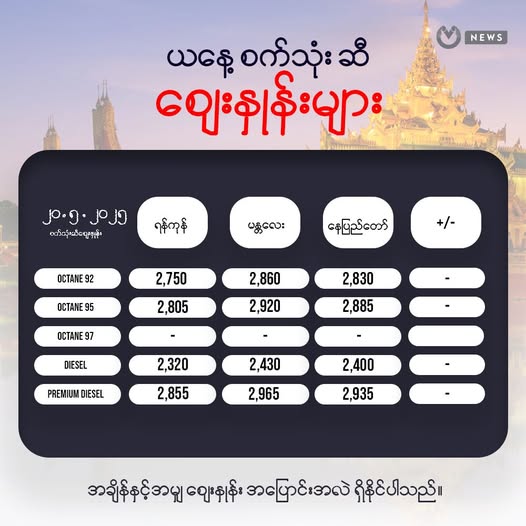 NEWS
ယနေ့ စက်သုံး ဆီ
ဈေးနှုန်းများ
၂၀.၅.၂၀၂၅
စက်သုံးဆီဈေးနှုန်း
ရန်ကုန် မန္တလေး နေပြည်တော် +/-
OCTANE 92 2,750 2,860 2,830 -
OCTANE 95 2,805 2,920 2,885 -
OCTANE 97 - - -
DIESEL 2,320 2,430 2,400 -
PREMIUM DIESEL 2,855 2,965 2,935 -
အချိန်နှင့်အမျှ ဈေးနှုန်း အပြောင်းအလဲ ရှိနိုင်ပါသည်။